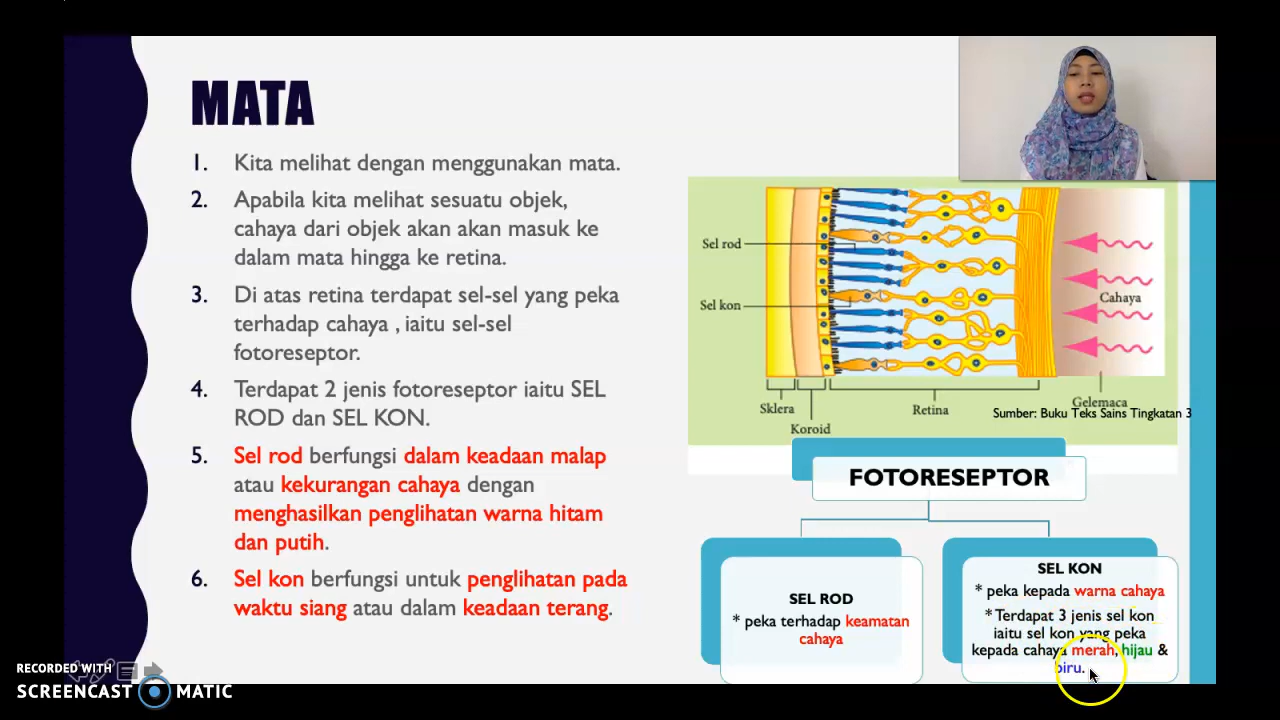 MATA
1. Kita melihat dengan menggunakan mata.
2. Apabila kita melihat sesuatu objek,
cahaya dari objek akan akan masuk ke
dalam mata hingga ke retina.
3. Di atas retina terdapat sel-sel yang peka
terhadap cahaya , iaitu sel-sel
fotoreseptor.
4. Terdapat 2 jenis fotoreseptor iaitu SEL
ROD dan SEL KON.
5. Sel rod berfungsi dalam keadaan malap
atau kekurangan cahaya dengan
menghasilkan penglihatan warna hitam
dan putih.
6. Sel kon berfungsi untuk penglihatan pada
waktu siang atau dalam keadaan terang.
Sel rod
Sel kon
Cahaya
Sklera
Koroid
Retina
Gelemaca
Sumber: Buku Teks Sains Tingkatan 3
FOTORESEPTOR
SEL ROD
* peka terhadap keamatan
cahaya
SEL KON
* peka kepada warna cahaya
* Terdapat 3 jenis sel kon
iaitu sel kon yang peka
kepada cahaya merah, hijau &
biru.
RECORDED WITH
SCREENCAST MATIC